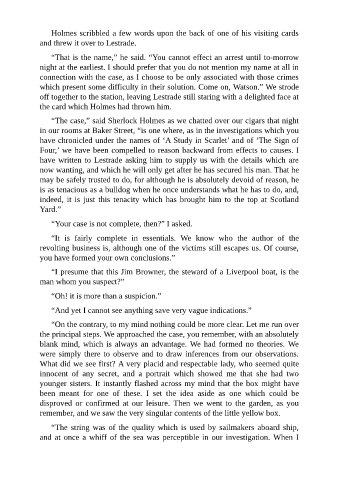 Holmes scribbled a few words upon the back of one of his visiting cards
and threw it over to Lestrade.
“That is the name,” he said. “You cannot effect an arrest until to-morrow
night at the earliest. I should prefer that you do not mention my name at all in
connection with the case, as I choose to be only associated with those crimes
which present some difficulty in their solution. Come on, Watson.” We strode
off together to the station, leaving Lestrade still staring with a delighted face at
the card which Holmes had thrown him.
“The case,” said Sherlock Holmes as we chatted over our cigars that night
in our rooms at Baker Street, “is one where, as in the investigations which you
have chronicled under the names of ‘A Study in Scarlet’ and of ‘The Sign of
Four,’ we have been compelled to reason backward from effects to causes. I
have written to Lestrade asking him to supply us with the details which are
now wanting, and which he will only get after he has secured his man. That he
may be safely trusted to do, for although he is absolutely devoid of reason, he
is as tenacious as a bulldog when he once understands what he has to do, and,
indeed, it is just this tenacity which has brought him to the top at Scotland
Yard.”
“Your case is not complete, then?” I asked.
“It is fairly complete in essentials. We know who the author of the
revolting business is, although one of the victims still escapes us. Of course,
you have formed your own conclusions.”
“I presume that this Jim Browner, the steward of a Liverpool boat, is the
man whom you suspect?”
“Oh! it is more than a suspicion.”
“And yet I cannot see anything save very vague indications.”
“On the contrary, to my mind nothing could be more clear. Let me run over
the principal steps. We approached the case, you remember, with an absolutely
blank mind, which is always an advantage. We had formed no theories. We
were simply there to observe and to draw inferences from our observations.
What did we see first? A very placid and respectable lady, who seemed quite
innocent of any secret, and a portrait which showed me that she had two
younger sisters. It instantly flashed across my mind that the box might have
been meant for one of these. I set the idea aside as one which could be
disproved or confirmed at our leisure. Then we went to the garden, as you
remember, and we saw the very singular contents of the little yellow box.
“The string was of the quality which is used by sailmakers aboard ship,
and at once a whiff of the sea was perceptible in our investigation. When I